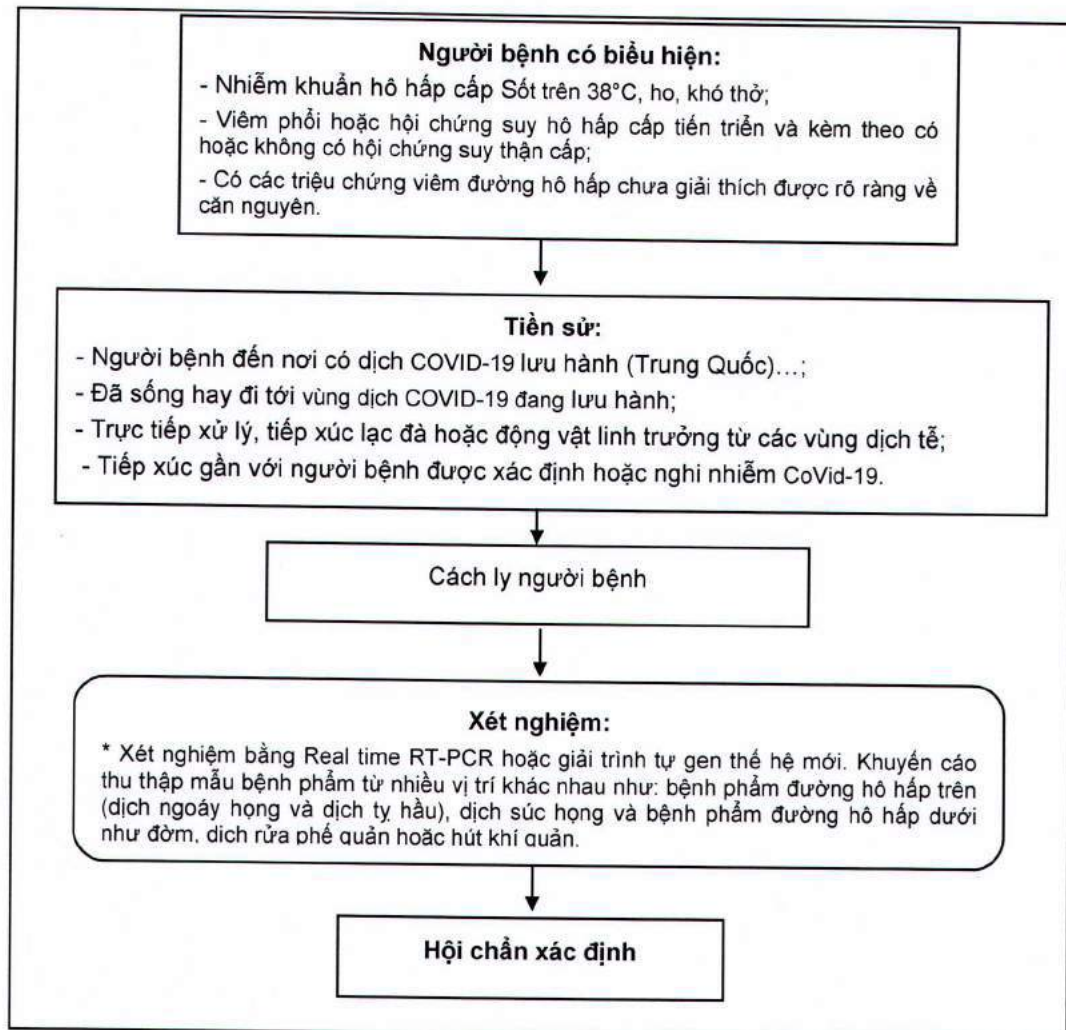 Người bệnh có biểu hiện:
- Nhiễm khuẩn hô hấp cấp Sốt trên 38°C, ho, khó thở;
- Viêm phổi hoặc hội chứng suy hô hấp cấp tiến triển và kèm theo có
hoặc không có hội chứng suy thận cấp;
- Có các triệu chứng viêm đường hô hấp chưa giải thích được rõ ràng về
căn nguyên.
Tiền sử:
- Người bệnh đến nơi có dịch COVID-19 lưu hành (Trung Quốc)...;
- Đã sống hay đi tới vùng dịch COVID-19 đang lưu hành;
- Trực tiếp xử lý, tiếp xúc lạc đà hoặc động vật linh trưởng từ các vùng dịch tễ;
- Tiếp xúc gần với người bệnh được xác định hoặc nghi nhiễm CoVid-19.
Cách ly người bệnh
Xét nghiệm:
* Xét nghiệm bằng Real time RT-PCR hoặc giải trình tự gen thế hệ mới. Khuyến cáo
thu thập mẫu bệnh phẩm từ nhiều vị trí khác nhau như: bệnh phẩm đường hô hấp trên
(dịch ngoáy họng và dịch tỵ hầu), dịch súc họng và bệnh phẩm đường hô hấp dưới
như đờm, dịch rửa phế quản hoặc hút khí quản.
Hội chẩn xác định